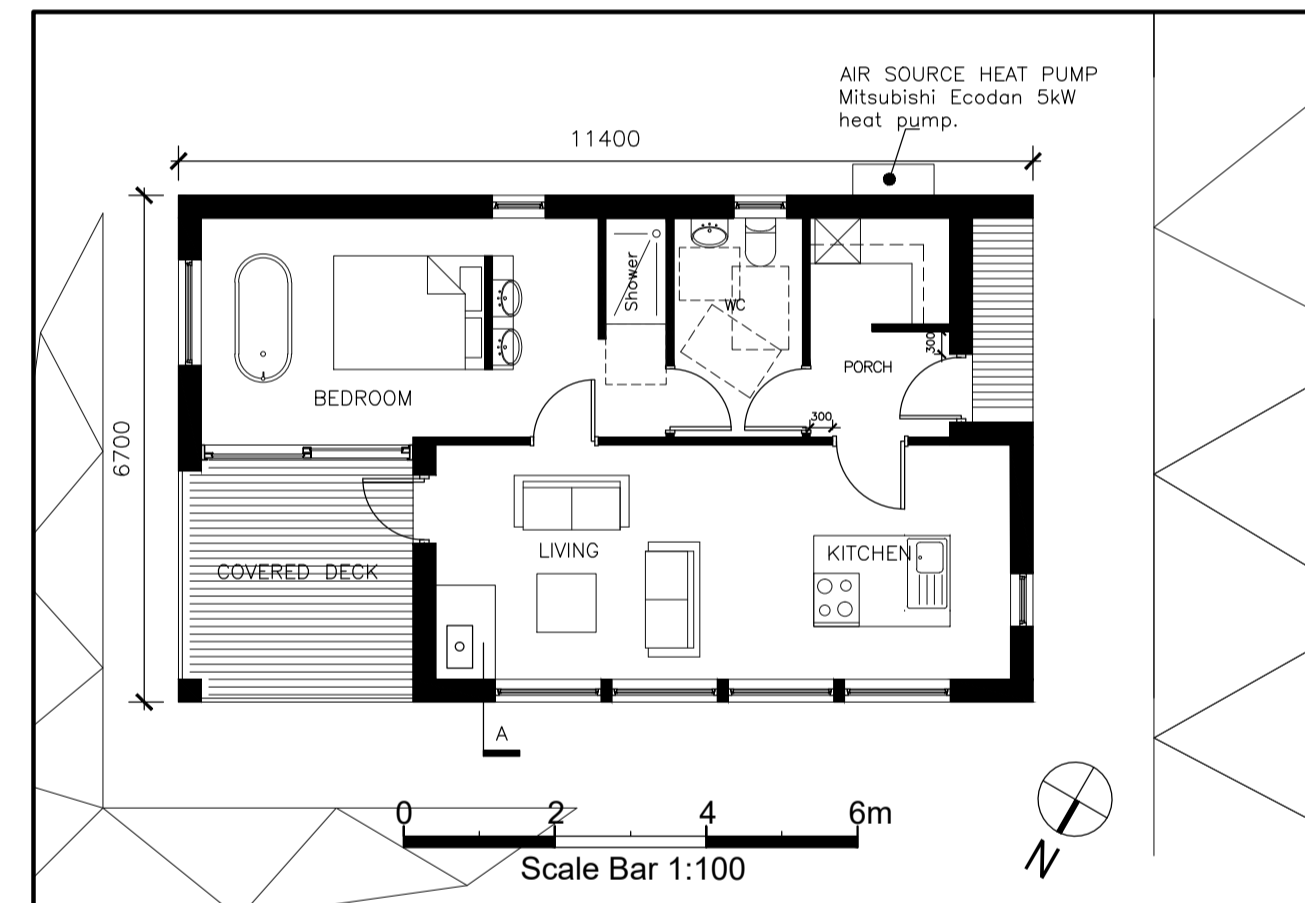 AIR SOURCE HEAT PUMP
Mitsubishi Ecodan 5kW
heat pump.
11400
6700
Shower
WC
300
PORCH
BEDROOM
300
LIVING
KITCHEN
COVERED DECK
A
0 2 4 6m
Scale Bar 1:100
N